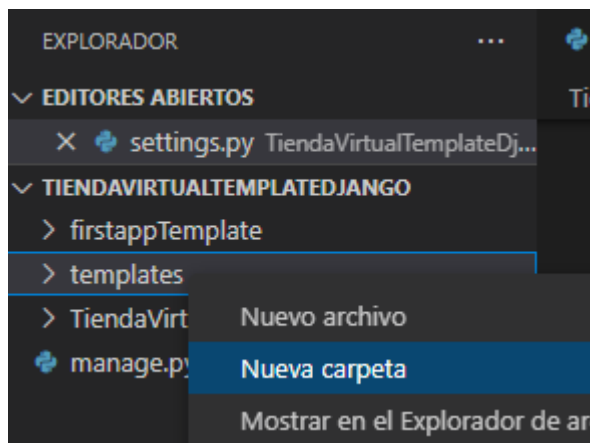 EXPLORADOR ...
EDITORES ABIERTOS
settings.py TiendaVirtualTemplateDj...
TIENDAVIRTUALTEMPLATEDJANGO
firstappTemplate
templates
TiendaVirt
manage.py
Nuevo archivo
Nueva carpeta
Mostrar en el Explorador de ar
Ti